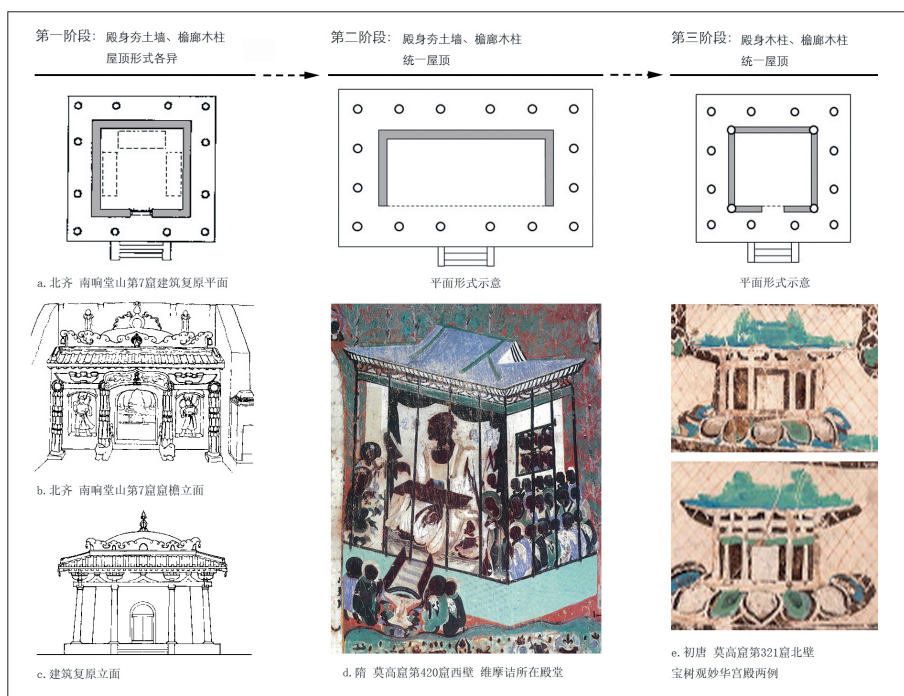 第一阶段：殿身夯土墙、檐廊木柱
屋顶形式各异
第二阶段：殿身夯土墙、檐廊木柱
统一屋顶
第三阶段：殿身木柱、檐廊木柱
统一屋顶
a.北齐 南响堂山第7窟建筑复原平面
平面形式示意
平面形式示意
b.北齐 南响堂山第7窟窟檐立面
c.建筑复原立面
d.隋 莫高窟第420窟西壁 维摩诘所在殿堂
e.初唐 莫高窟第321窟北壁
宝树观妙华宫殿两例